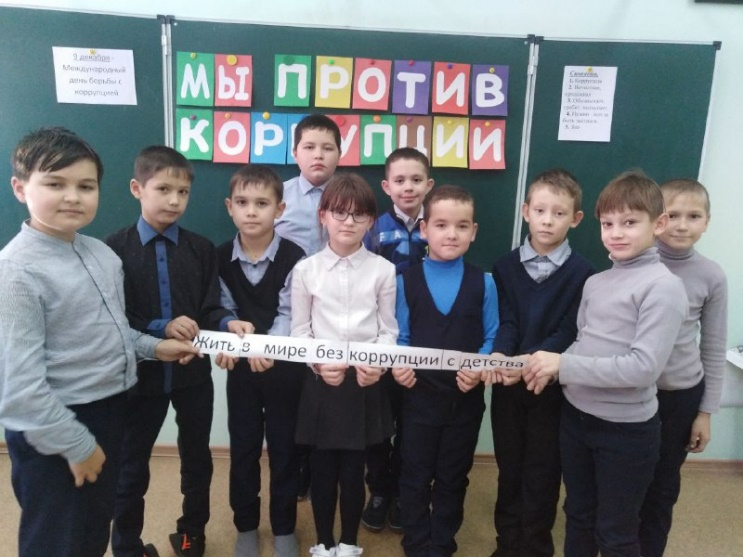 9 декабря -
Международный
день борьбы с
коррупцией
МЫ ПРОТИВ
КОРРУПЦИИ
Синквейн
1. Коррупция
Жить в мире без коррупции с детства